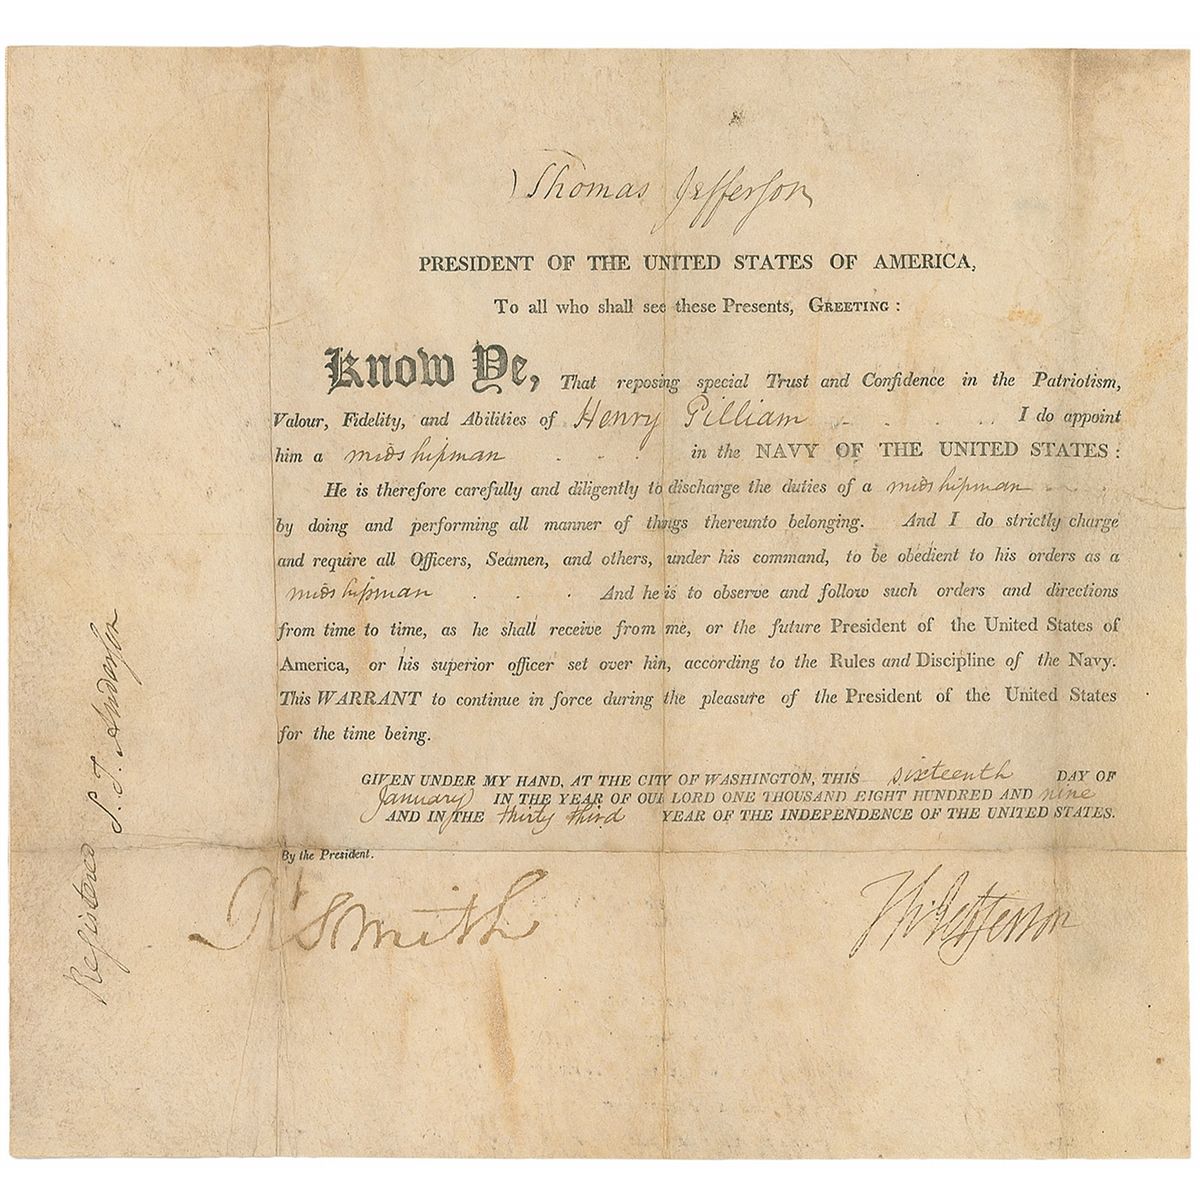 Thomas Jefferson
PRESIDENT OF THE UNITED STATES OF AMERICA,
To all who shall see these Presents, GREETING :
Know Ye, That reposing special Trust and Confidence in the Patriotism,
Valour, Fidelity, and Abilities of Henry Gilliam . . . . .. I do appoint
him a midshipman . . . in the NAVY OF THE UNITED STATES :
He is therefore carefully and diligently to discharge the duties of a midshipman
by doing and performing all manner of things thereunto belonging. And I do strictly charge
and require all Officers, Seamen, and others, under his command, to be obedient to his orders as a
midshipman . . . And he is to observe and follow such orders and directions
from time to time, as he shall receive from me, or the future President of the United States of
America, or his superior officer set over him, according to the Rules and Discipline of the Navy.
This WARRANT to continue in force during the pleasure of the President of the United States
for the time being.
GIVEN UNDER MY HAND, AT THE CITY OF WASHINGTON, THIS sixteenth DAY OF
January IN THE YEAR OF OUR LORD ONE THOUSAND EIGHT HUNDRED AND nine
AND IN THE thirty third YEAR OF THE INDEPENDENCE OF THE UNITED STATES.
By the President.
Rt Smith
Th: Jefferson
Registered S. T. Anderson